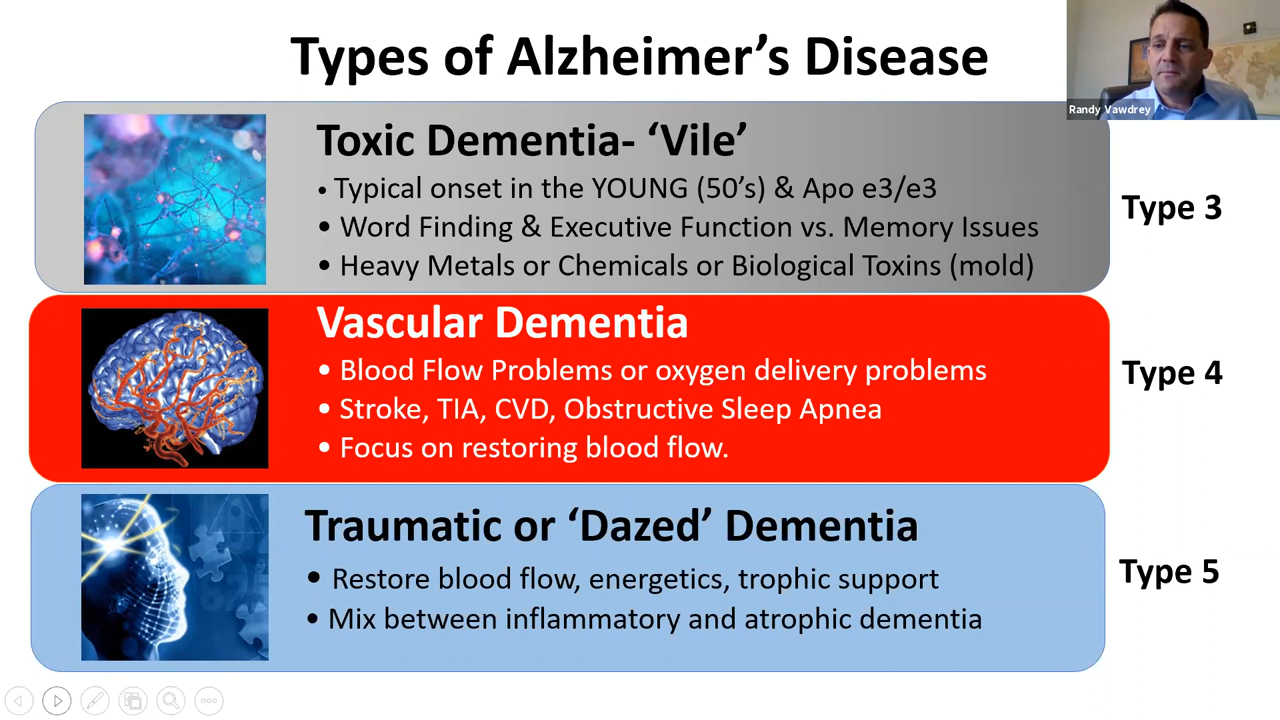 Types of Alzheimer’s Disease
Randy Vawdrey
Toxic Dementia- ‘Vile’
• Typical onset in the YOUNG (50’s) & Apo e3/e3
• Word Finding & Executive Function vs. Memory Issues
• Heavy Metals or Chemicals or Biological Toxins (mold)
Type 3
Vascular Dementia
• Blood Flow Problems or oxygen delivery problems
• Stroke, TIA, CVD, Obstructive Sleep Apnea
• Focus on restoring blood flow.
Type 4
Traumatic or ‘Dazed’ Dementia
• Restore blood flow, energetics, trophic support
• Mix between inflammatory and atrophic dementia
Type 5